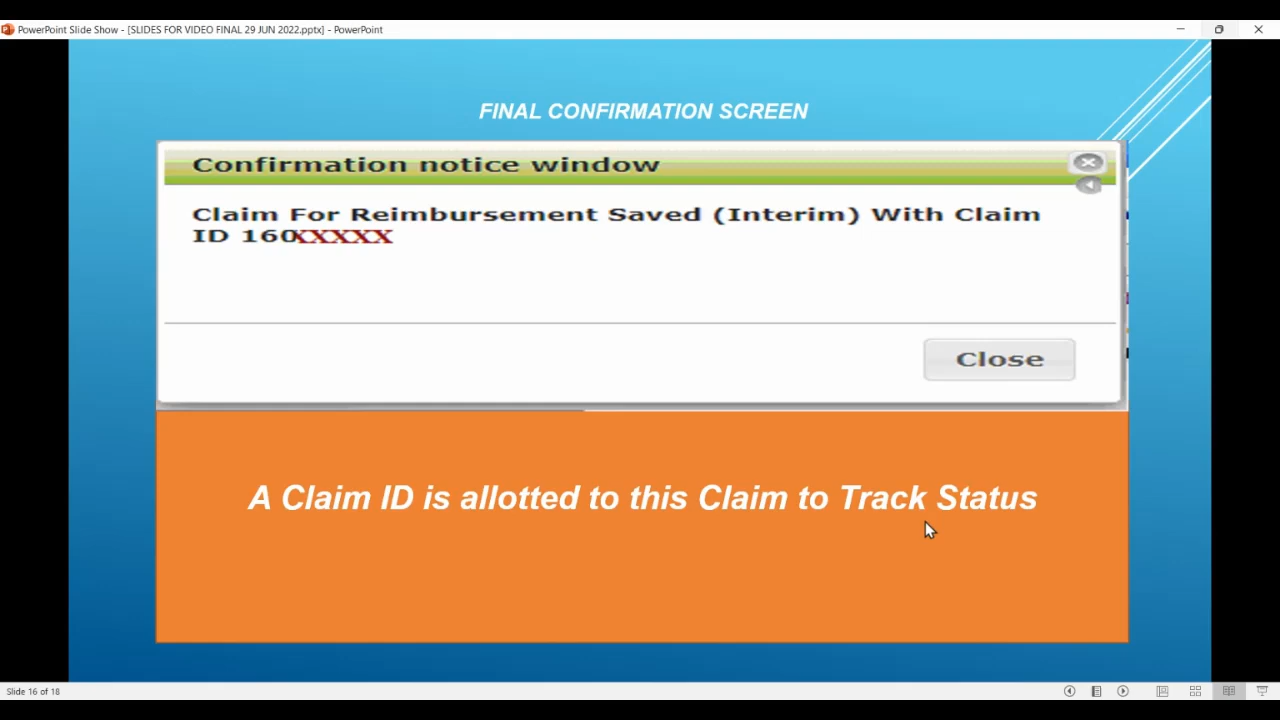 PowerPoint Slide Show - [SLIDES FOR VIDEO FINAL 29 JUN 2022.pptx] - PowerPoint
FINAL CONFIRMATION SCREEN
Confirmation notice window
Claim For Reimbursement Saved (Interim) With Claim
ID 160XXXXX
Close
A Claim ID is allotted to this Claim to Track Status
Slide 16 of 18